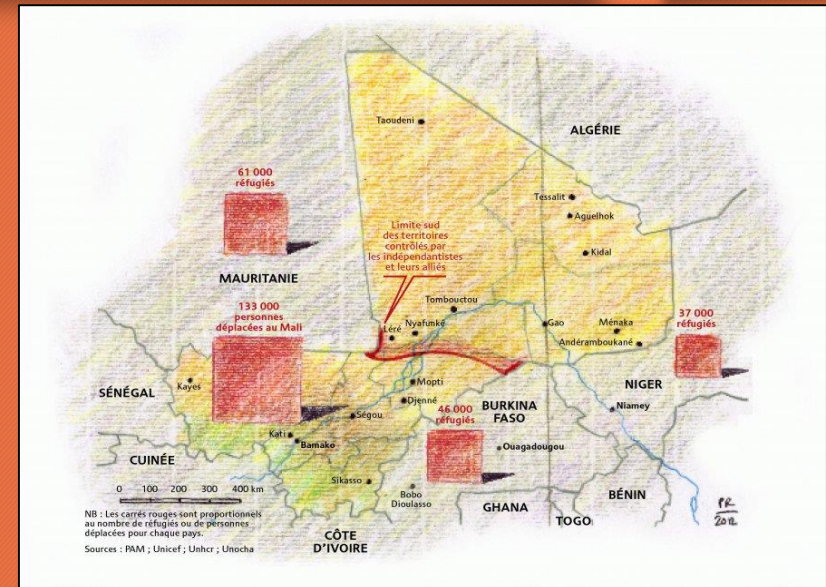 Taoudeni
ALGÉRIE
61 000
réfugiés
Tessalit
Aguelhok
Limite sud
des territoires
contrôlés par
les indépendantistes
et leurs alliés
Kidal
MAURITANIE
Tombouctou
133 000
personnes
déplacées au Mali
37 000
réfugiés
Léré
Nyafunké
Gao
Ménaka
Andéramboukané
SÉNÉGAL
Kayes
Mopti
NIGER
Djenné
BURKINA
FASO
Niamey
Ségou
46 000
réfugiés
Kati
Bamako
Ouagadougou
CUINÉE
Sikasso
Bobo
Dioulasso
BÉNIN
0 100 200 300 400 km
GHANA
TOGO
PR
2012
NB : Les carrés rouges sont proportionnels
au nombre de réfugiés ou de personnes
déplacées pour chaque pays.
CÔTE
D'IVOIRE
Sources : PAM ; Unicef ; Unhcr ; Unocha